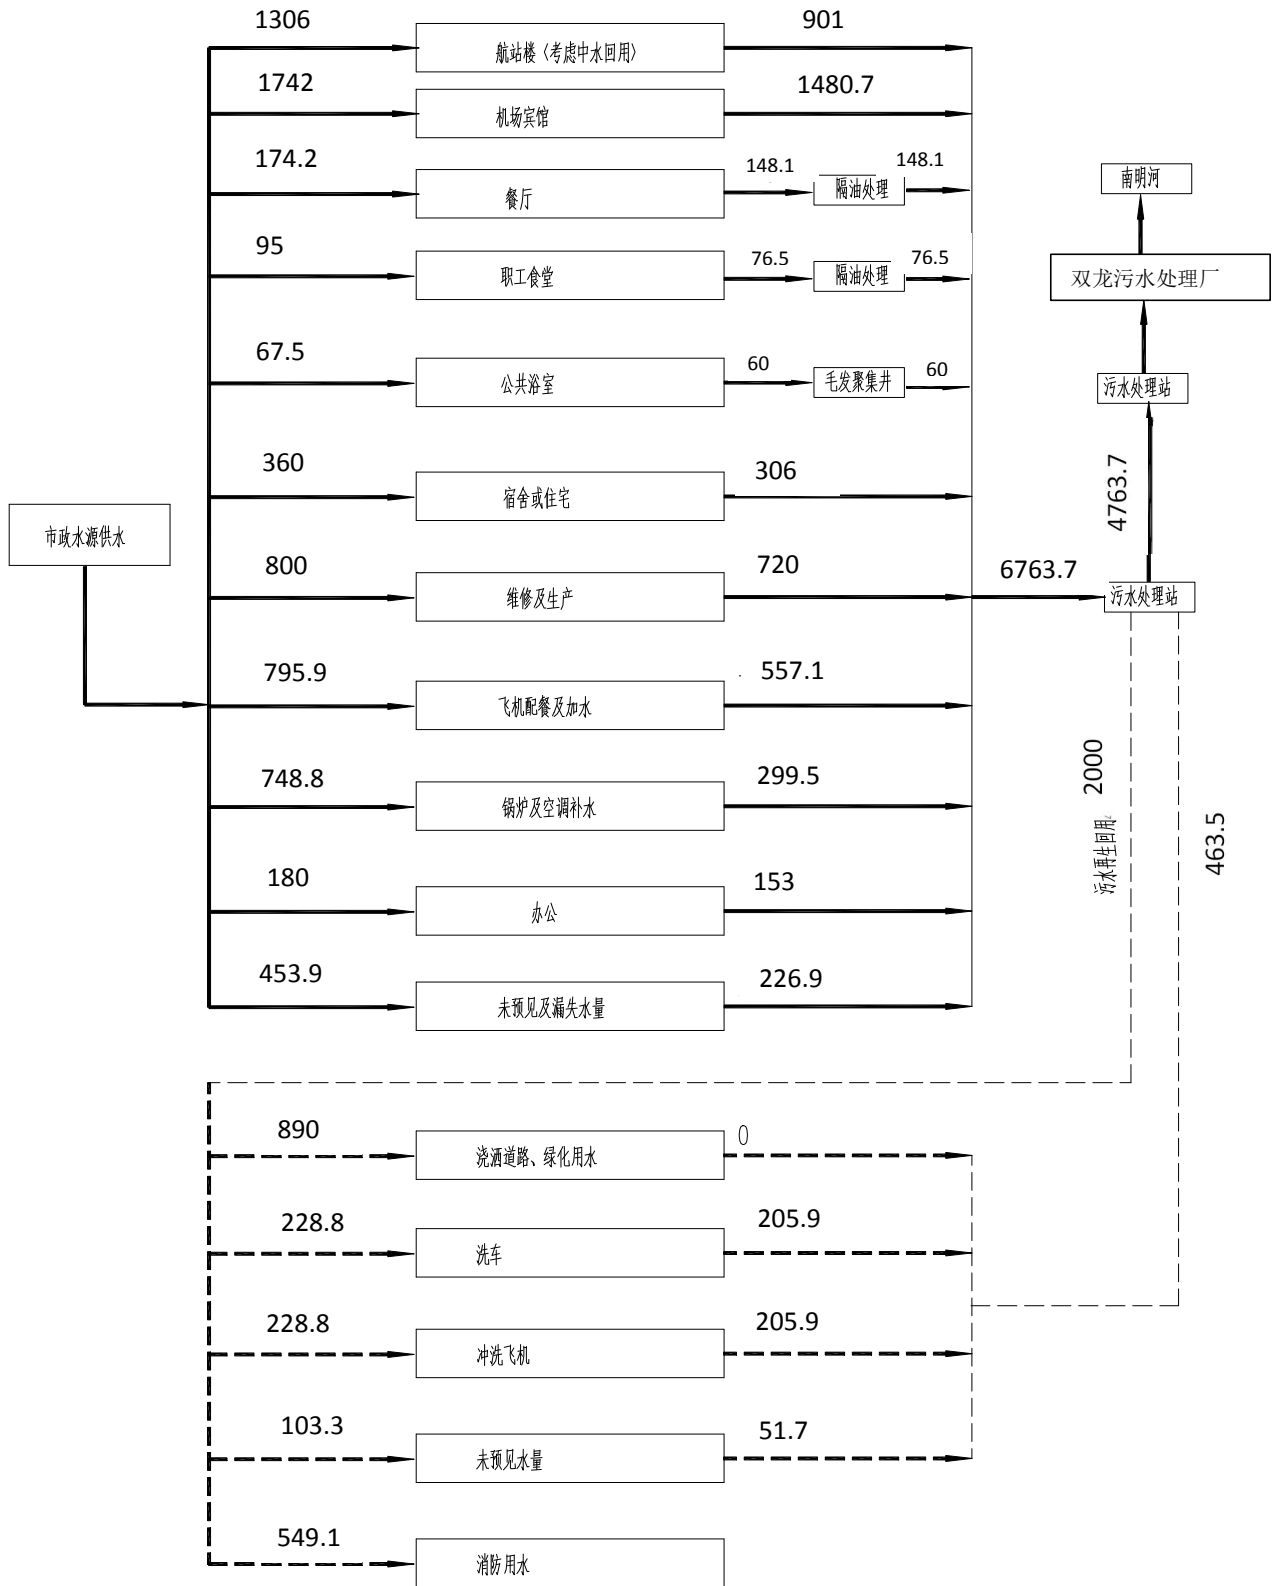 1306
航站楼〈考虑中水回用〉
901
1742
机场宾馆
1480.7
174.2
餐厅
148.1
隔油处理
148.1
南明河
95
职工食堂
76.5
隔油处理
76.5
双龙污水处理厂
67.5
公共浴室
60
毛发聚集井
60
污水处理站
360
宿舍或住宅
306
4763.7
市政水源供水
800
维修及生产
720
6763.7
污水处理站
795.9
飞机配餐及加水
557.1
748.8
锅炉及空调补水
299.5
2000
污水再生回用
463.5
180
办公
153
453.9
未预见及漏失水量
226.9
890
浇洒道路、绿化用水
0
228.8
洗车
205.9
228.8
冲洗飞机
205.9
103.3
未预见水量
51.7
549.1
消防用水